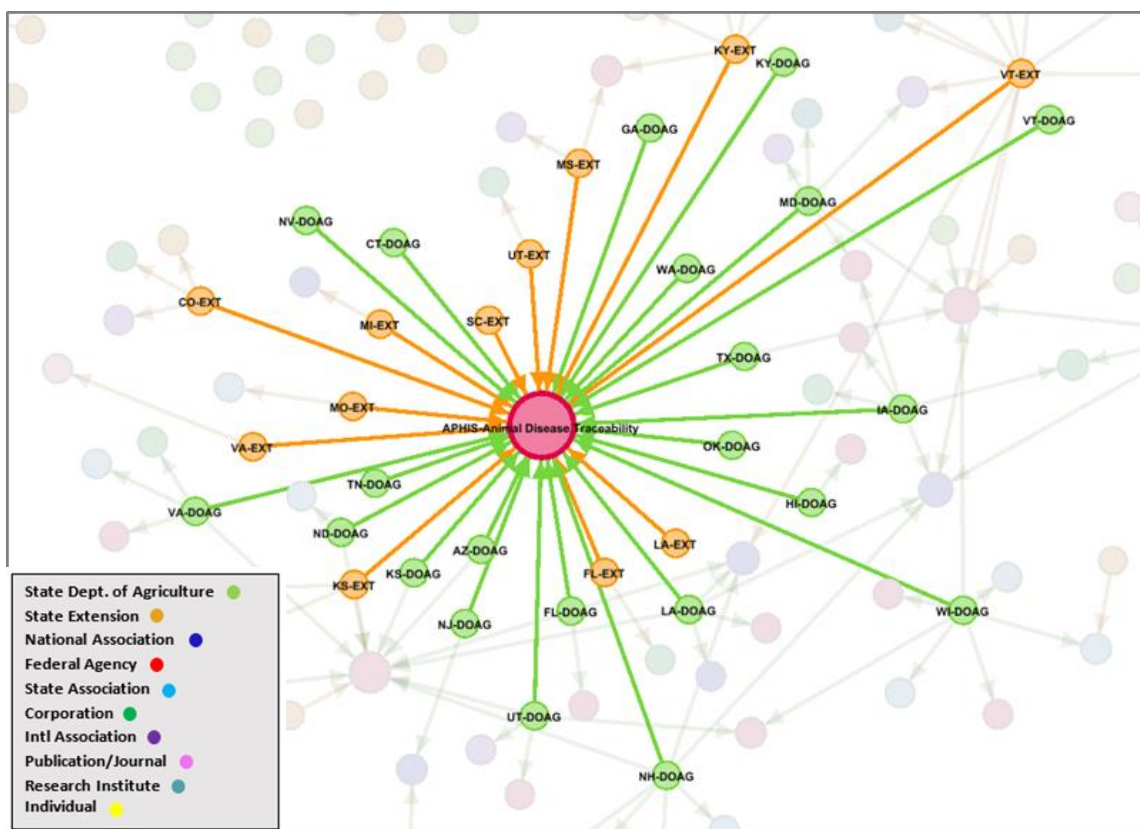 KY-EXT
KY-DOAG
VT-EXT
VT-DOAG
GA-DOAG
MS-EXT
MD-DOAG
NV-DOAG
CT-DOAG
UT-EXT
WA-DOAG
CO-EXT
MI-EXT
SC-EXT
TX-DOAG
MO-EXT
IA-DOAG
APHIS-Animal Disease Traceability
VA-EXT
OK-DOAG
TN-DOAG
HI-DOAG
VA-DOAG
ND-DOAG
AZ-DOAG
LA-EXT
KS-EXT
KS-DOAG
FL-EXT
NJ-DOAG
FL-DOAG
LA-DOAG
WI-DOAG
UT-DOAG
NH-DOAG
State Dept. of Agriculture
State Extension
National Association
Federal Agency
State Association
Corporation
Intl Association
Publication/Journal
Research Institute
Individual